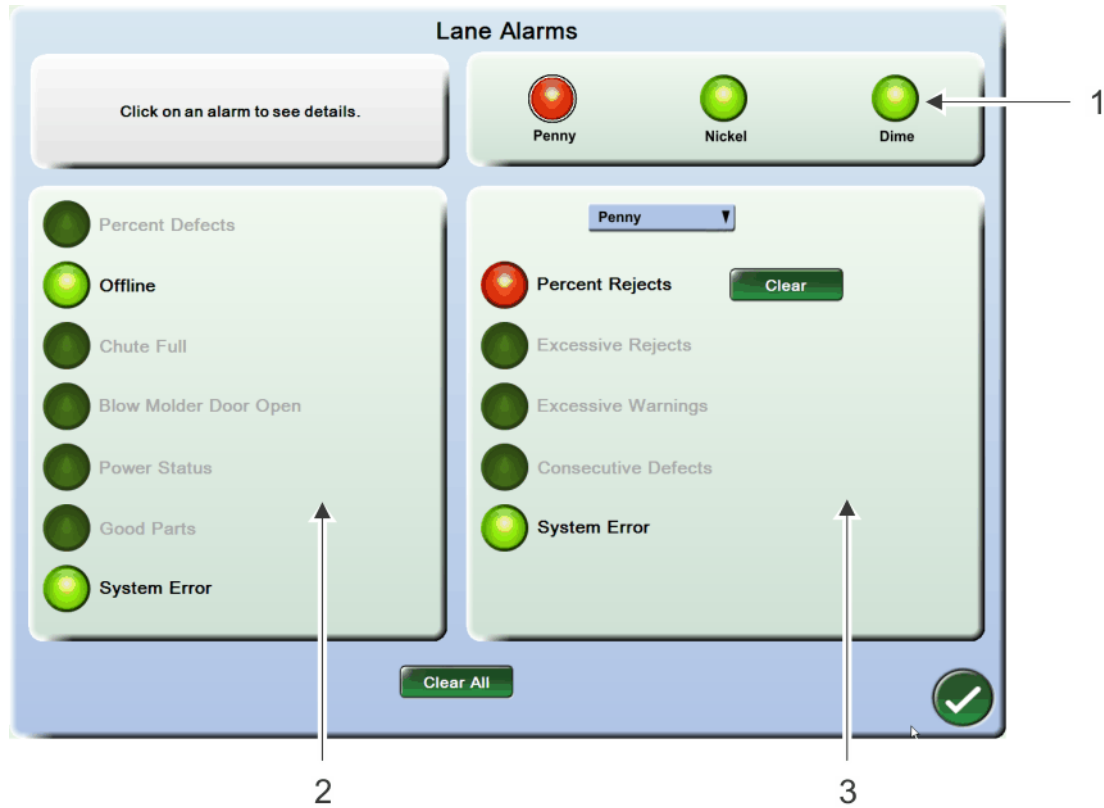 Lane Alarms
Click on an alarm to see details.
Penny
Nickel
Dime
1
Percent Defects
Offline
Chute Full
Blow Molder Door Open
Power Status
Good Parts
System Error
Penny
Percent Rejects
Clear
Excessive Rejects
Excessive Warnings
Consecutive Defects
System Error
Clear All
2
3